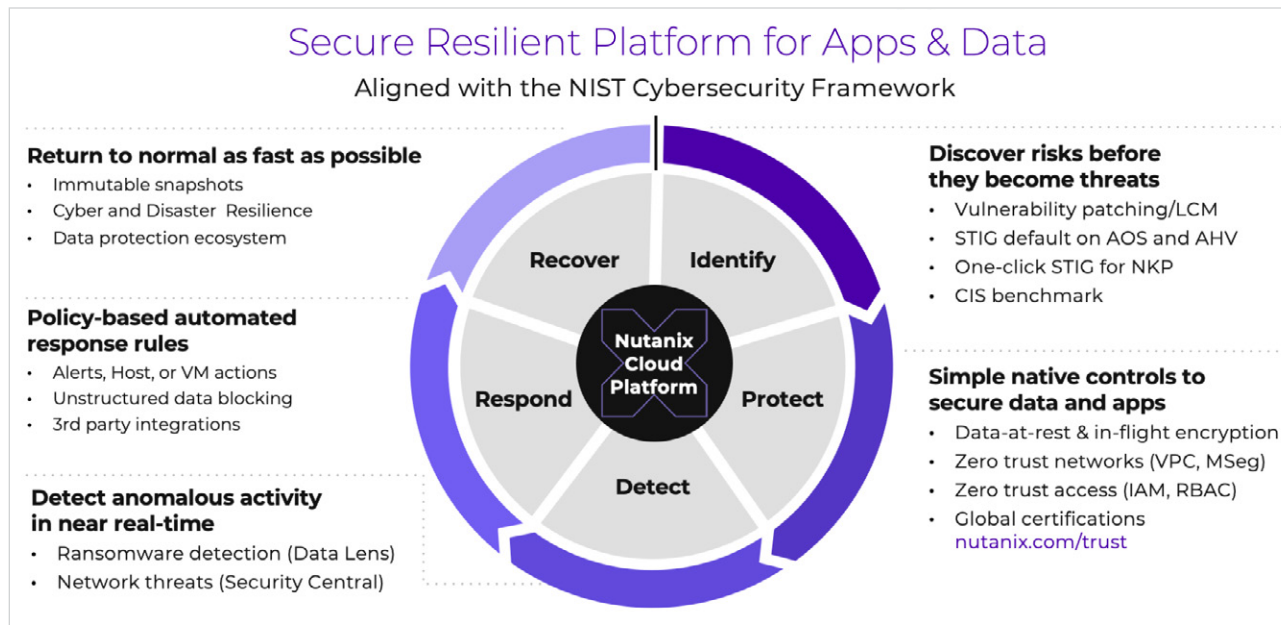 Secure Resilient Platform for Apps & Data
Aligned with the NIST Cybersecurity Framework
Return to normal as fast as possible
• Immutable snapshots
• Cyber and Disaster Resilience
• Data protection ecosystem
Policy-based automated
response rules
• Alerts, Host, or VM actions
• Unstructured data blocking
• 3rd party integrations
Detect anomalous activity
in near real-time
• Ransomware detection (Data Lens)
• Network threats (Security Central)
Recover
Identify
Respond
Protect
Detect
Nutanix
Cloud
Platform
Discover risks before
they become threats
• Vulnerability patching/LCM
• STIG default on AOS and AHV
• One-click STIG for NKP
• CIS benchmark
Simple native controls to
secure data and apps
• Data-at-rest & in-flight encryption
• Zero trust networks (VPC, MSeg)
• Zero trust access (IAM, RBAC)
• Global certifications
nutanix.com/trust